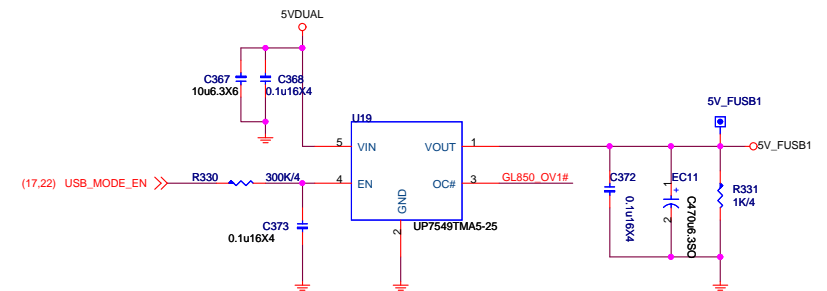 5VDUAL
C367
10u6.3X6
C368
0.1u16X4
5V_FUSB1
U19
5 VIN VOUT 1
5V_FUSB1
(17,22) USB_MODE_EN
R330 300K/4
4 EN OC# 3
GL850_OV1#
GND
2
UP7549TMA5-25
C373
0.1u16X4
C372
0.1u16X4
EC11
1
+
2
C470u6.3SO
R331
1K/4